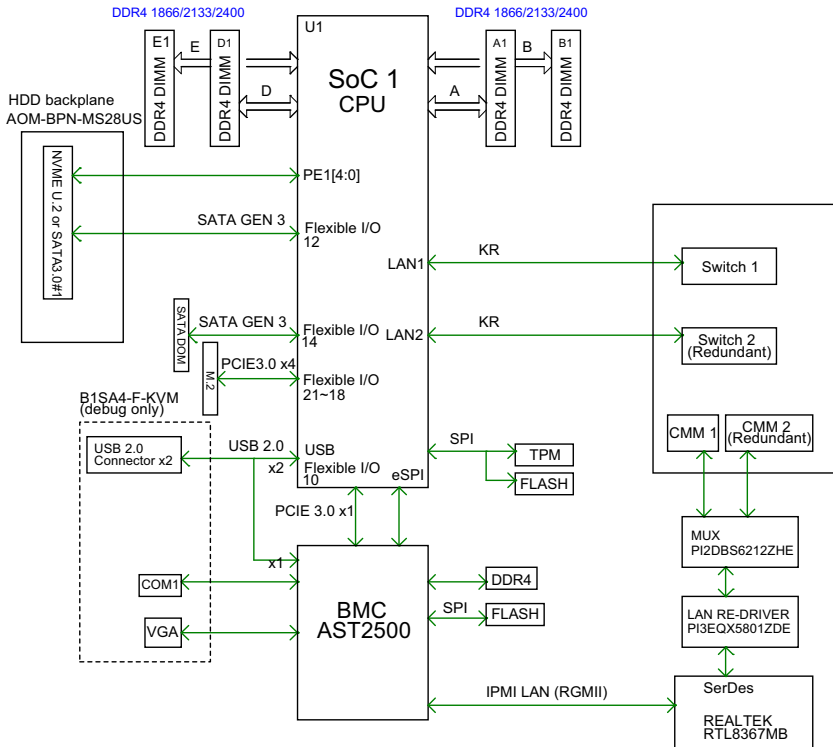 DDR4 1866/2133/2400
DDR4 1866/2133/2400
U1
E1
E
D1
DDR4 DIMM
DDR4 DIMM
D
SoC 1
CPU
A1
B
B1
DDR4 DIMM
DDR4 DIMM
A
HDD backplane
AOM-BPN-MS28US
NVME U.2 or SATA3.0#1
PE1[4:0]
SATA GEN 3
Flexible I/O
12
LAN1
KR
Switch 1
SATA DOM
SATA GEN 3
Flexible I/O
14
LAN2
KR
Switch 2
(Redundant)
M.2
PCIE3.0 x4
Flexible I/O
21~18
B1SA4-F-KVM
(debug only)
USB 2.0
Connector x2
USB 2.0
x2
USB
Flexible I/O
10
eSPI
SPI
TPM
FLASH
CMM 1
CMM 2
(Redundant)
PCIE 3.0 x1
MUX
PI2DBS6212ZHE
x1
COM1
VGA
BMC
AST2500
DDR4
SPI
FLASH
LAN RE-DRIVER
PI3EQX5801ZDE
IPMI LAN (RGMII)
SerDes
REALTEK
RTL8367MB